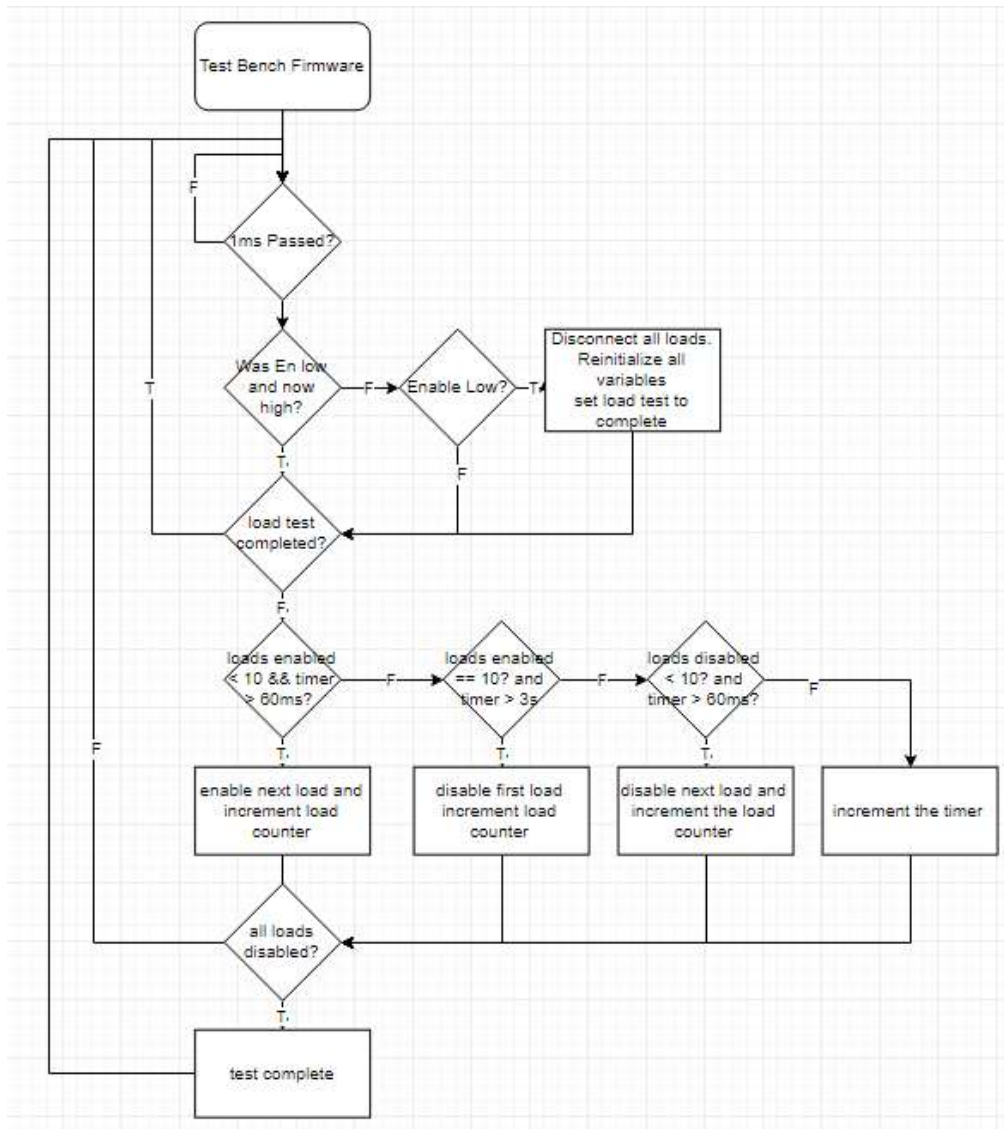 Test Bench Firmware
F
1ms Passed?
Was En low
and now
high?
F
Enable Low?
T
Disconnect all loads.
Reinitialize all
variables
set load test to
complete
T
T
F
load test
completed?
F
loads enabled
< 10 && timer
> 60ms?
F
loads enabled
== 10? and
timer > 3s
F
loads disabled
< 10? and
timer > 60ms?
F
F
T
T
T
enable next load and
increment load
counter
disable first load
increment load
counter
disable next load and
increment the load
counter
increment the timer
all loads
disabled?
T
test complete